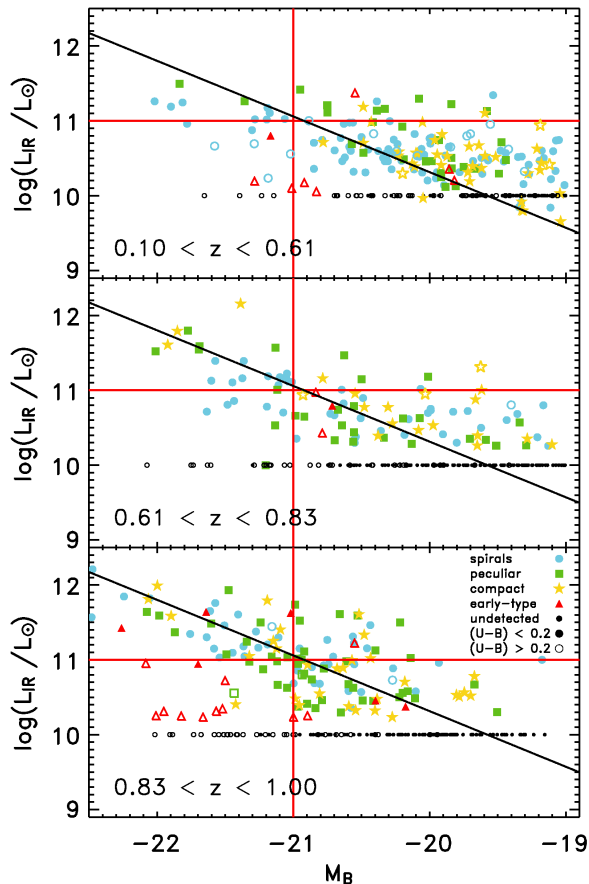 12
11
10
9
log(L_IR /L☉)
0.10 < z < 0.61
12
11
10
9
log(L_IR /L☉)
0.61 < z < 0.83
12
11
10
9
log(L_IR /L☉)
spirals
peculiar
compact
early-type
undetected
(U-B) < 0.2
(U-B) > 0.2
0.83 < z < 1.00
-22 -21 -20 -19
M_B